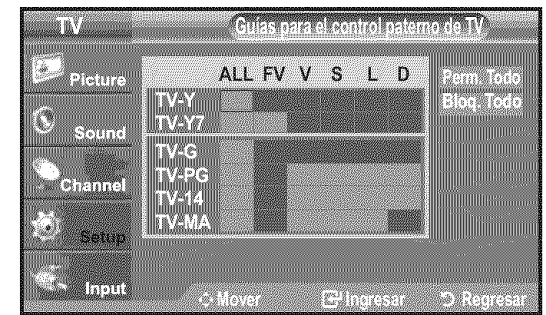 TV
Guías para el control paterno de TV
Picture
Sound
Channel
Setup
Input
ALL FV V S L D
TV-Y
TV-Y7
TV-G
TV-PG
TV-14
TV-MA
Perm. Todo
Bloq. Todo
Mover Ingresar Regresar